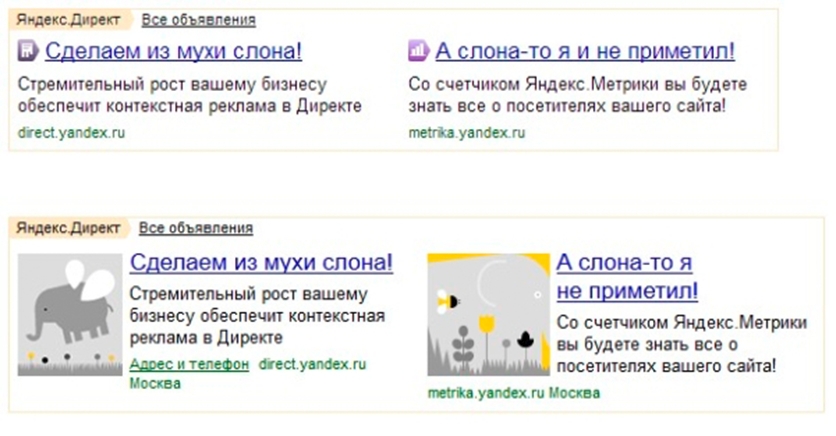 Яндекс.Директ Все объявления
Сделаем из мухи слона!
Стремительный рост вашему бизнесу
обеспечит контекстная реклама в Директе
direct.yandex.ru
А слона-то я и не приметил!
Со счетчиком Яндекс.Метрики вы будете
знать все о посетителях вашего сайта!
metrika.yandex.ru
Яндекс.Директ Все объявления
Сделаем из мухи слона!
Стремительный рост вашему
бизнесу обеспечит контекстная
реклама в Директе
Адрес и телефон direct.yandex.ru
Москва
А слона-то я
не приметил!
Со счетчиком Яндекс.Метрики
вы будете знать все о
посетителях вашего сайта!
metrika.yandex.ru Москва